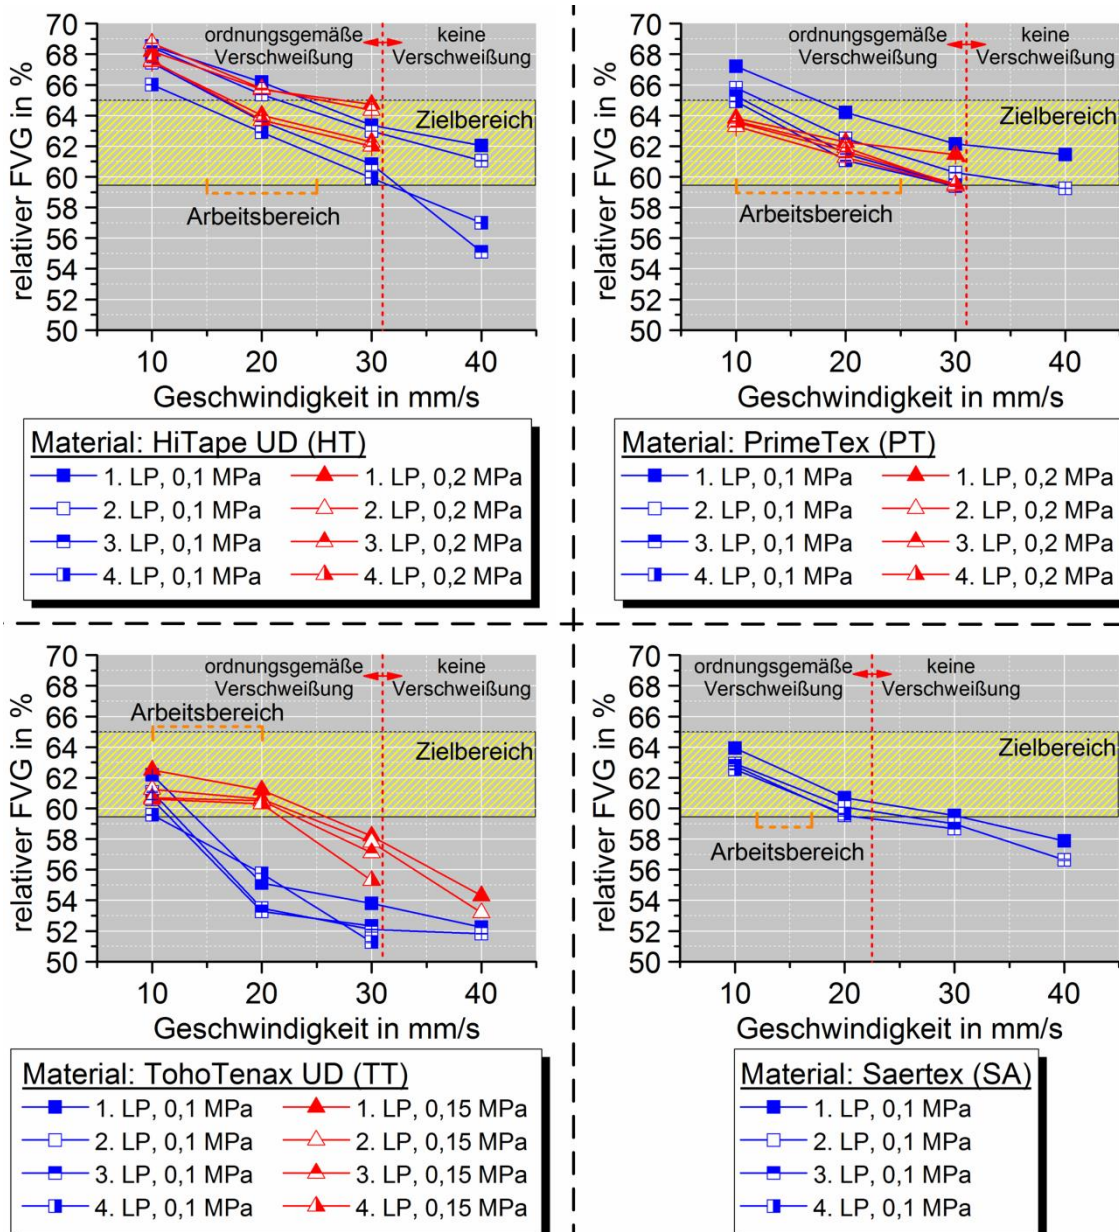 70
68
66
64
62
60
58
56
54
52
50
relativer FVG in %
ordnungsgemäße
Verschweißung
keine
Verschweißung
Zielbereich
Arbeitsbereich
10 20 30 40
Geschwindigkeit in mm/s
Material: HiTape UD (HT)
1. LP, 0,1 MPa 1. LP, 0,2 MPa
2. LP, 0,1 MPa 2. LP, 0,2 MPa
3. LP, 0,1 MPa 3. LP, 0,2 MPa
4. LP, 0,1 MPa 4. LP, 0,2 MPa
70
68
66
64
62
60
58
56
54
52
50
relativer FVG in %
ordnungsgemäße
Verschweißung
keine
Verschweißung
Zielbereich
Arbeitsbereich
10 20 30 40
Geschwindigkeit in mm/s
Material: PrimeTex (PT)
1. LP, 0,1 MPa 1. LP, 0,2 MPa
2. LP, 0,1 MPa 2. LP, 0,2 MPa
3. LP, 0,1 MPa 3. LP, 0,2 MPa
4. LP, 0,1 MPa 4. LP, 0,2 MPa
70
68
66
64
62
60
58
56
54
52
50
relativer FVG in %
ordnungsgemäße
Verschweißung
keine
Verschweißung
Arbeitsbereich
Zielbereich
10 20 30 40
Geschwindigkeit in mm/s
Material: TohoTenax UD (TT)
1. LP, 0,1 MPa 1. LP, 0,15 MPa
2. LP, 0,1 MPa 2. LP, 0,15 MPa
3. LP, 0,1 MPa 3. LP, 0,15 MPa
4. LP, 0,1 MPa 4. LP, 0,15 MPa
70
68
66
64
62
60
58
56
54
52
50
relativer FVG in %
ordnungsgemäße
Verschweißung
keine
Verschweißung
Zielbereich
Arbeitsbereich
10 20 30 40
Geschwindigkeit in mm/s
Material: Saertex (SA)
1. LP, 0,1 MPa
2. LP, 0,1 MPa
3. LP, 0,1 MPa
4. LP, 0,1 MPa